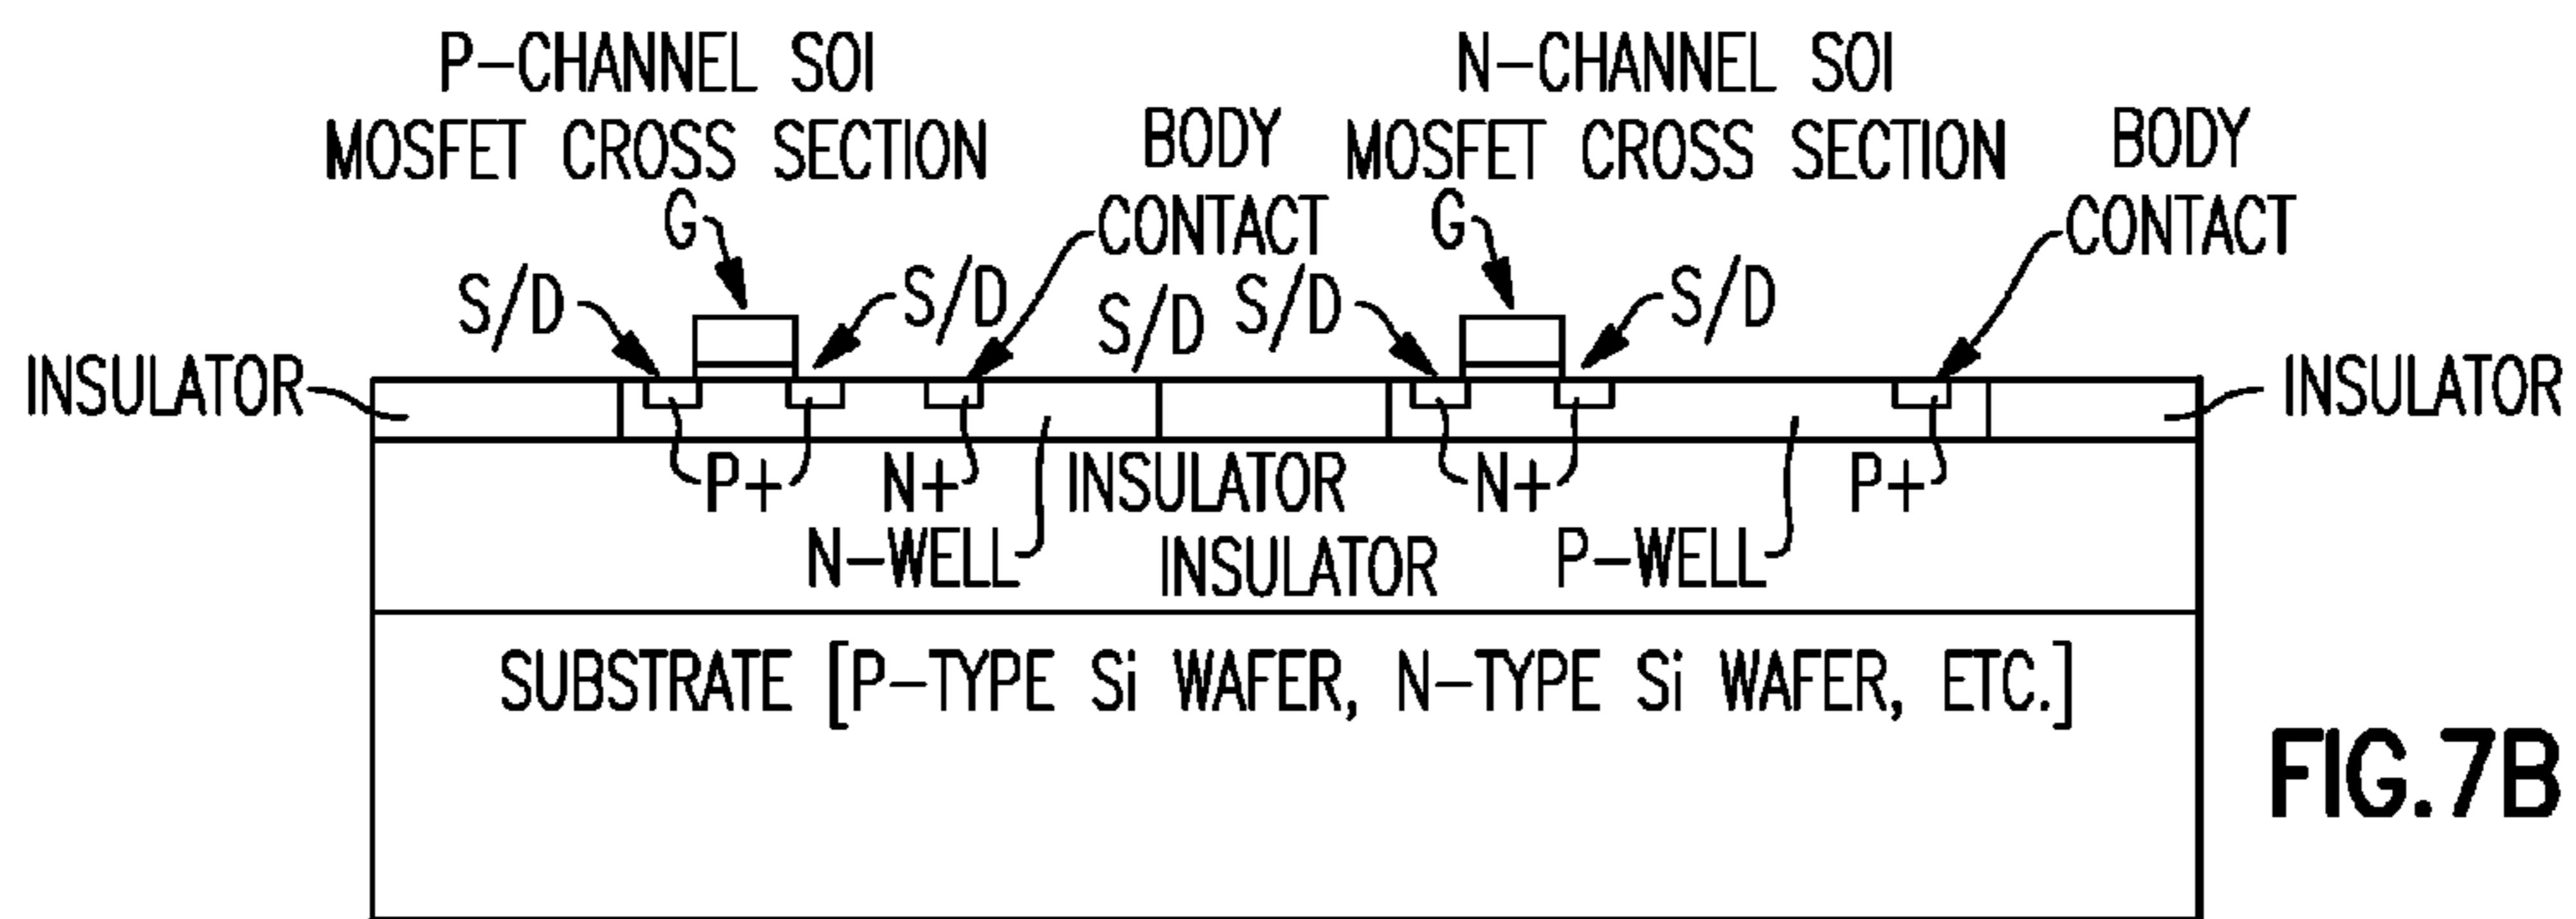 P-CHANNEL SOI
MOSFET CROSS SECTION
N-CHANNEL SOI
MOSFET CROSS SECTION
BODY
CONTACT
BODY
CONTACT
G
G
S/D
S/D
S/D
S/D
S/D
INSULATOR
INSULATOR
P+
N+
INSULATOR
N+
P+
N-WELL
INSULATOR
P-WELL
SUBSTRATE [P-TYPE Si WAFER, N-TYPE Si WAFER, ETC.]
FIG.7B